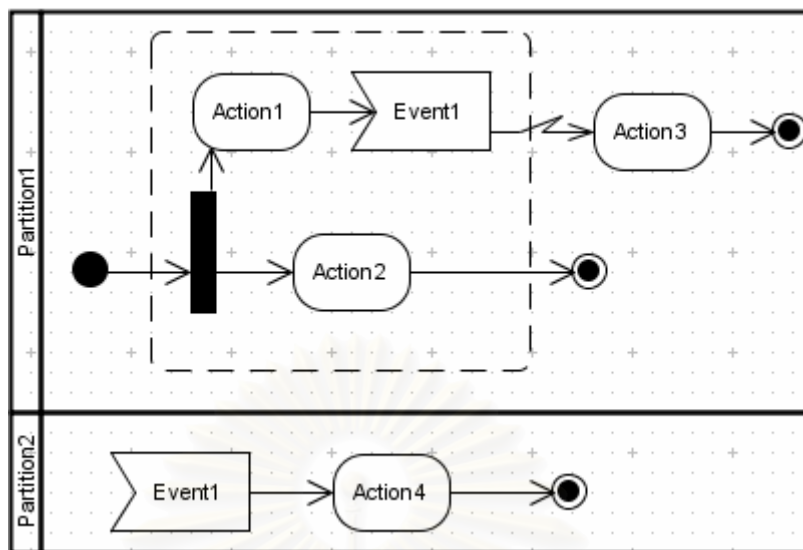 Partition1
Action1
Event1
Action3
Action2
Partition2
Event1
Action4